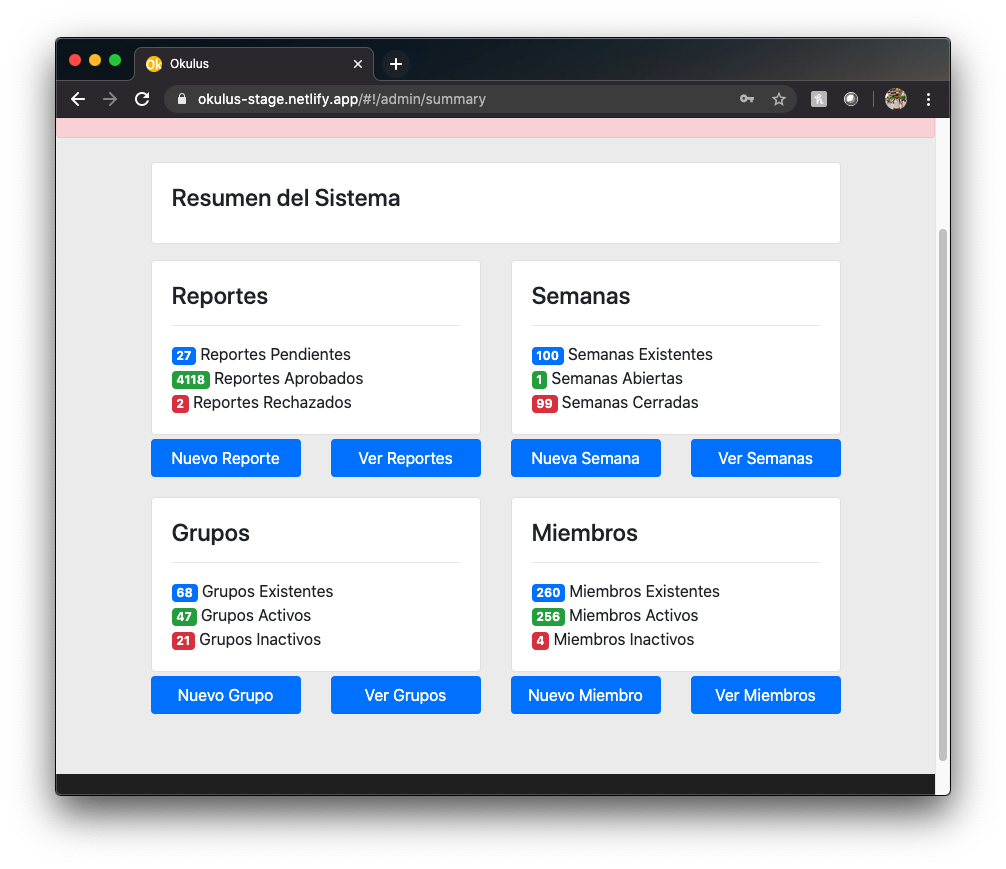 Ok Okulus
okulus-stage.netlify.app/#!/admin/summary
Resumen del Sistema
Reportes
27 Reportes Pendientes
4118 Reportes Aprobados
2 Reportes Rechazados
Nuevo Reporte
Ver Reportes
Semanas
100 Semanas Existentes
1 Semanas Abiertas
99 Semanas Cerradas
Nueva Semana
Ver Semanas
Grupos
68 Grupos Existentes
47 Grupos Activos
21 Grupos Inactivos
Nuevo Grupo
Ver Grupos
Miembros
260 Miembros Existentes
256 Miembros Activos
4 Miembros Inactivos
Nuevo Miembro
Ver Miembros